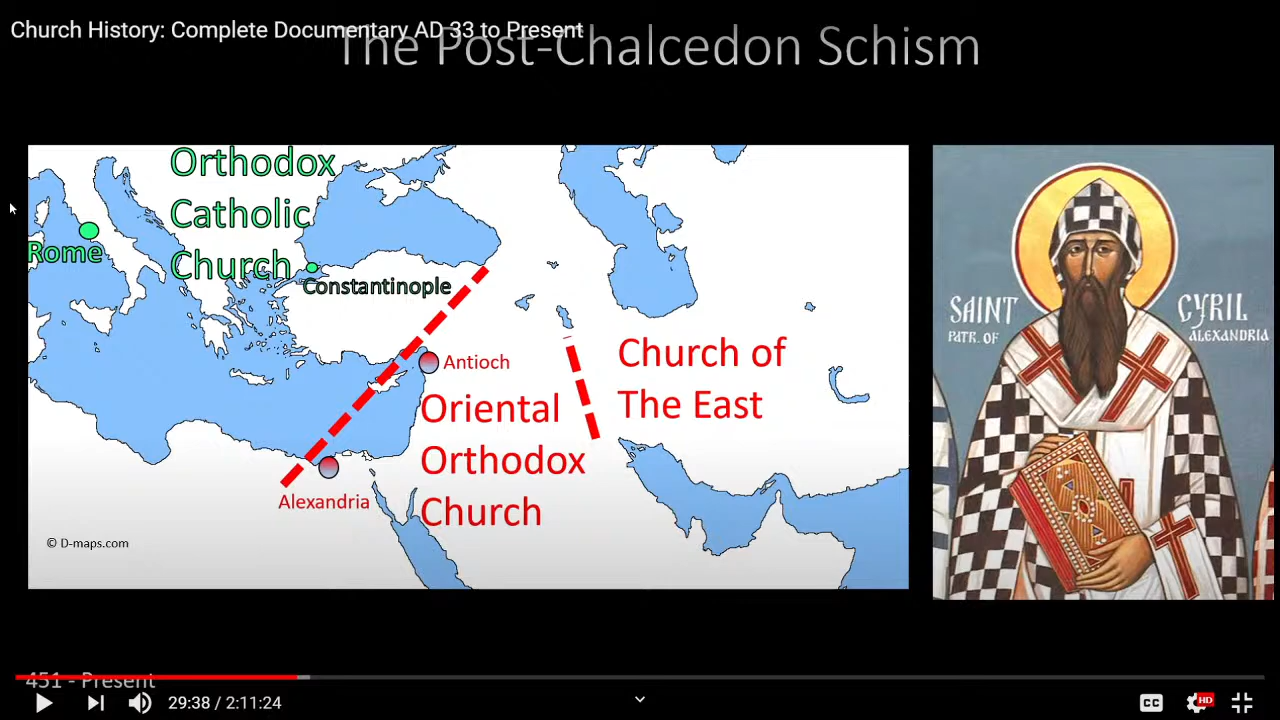 Church History: Complete Documentary AD 33 to Present
The Post-Chalcedon Schism
Orthodox
Catholic
Church
Rome
Constantinople
Antioch
Church of
The East
Oriental
Orthodox
Church
Alexandria
© D-maps.com
SAINT
PATR. OF
CYRIL
ALEXANDRIA
451 - Present
29:38 / 2:11:24
CC
HD